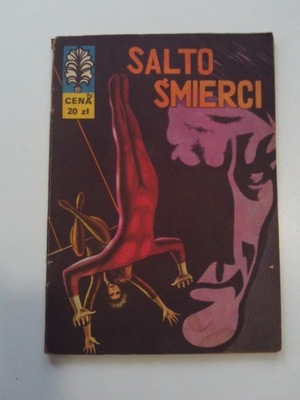 SALTO
ŚMIERCI
CENA
20 zł